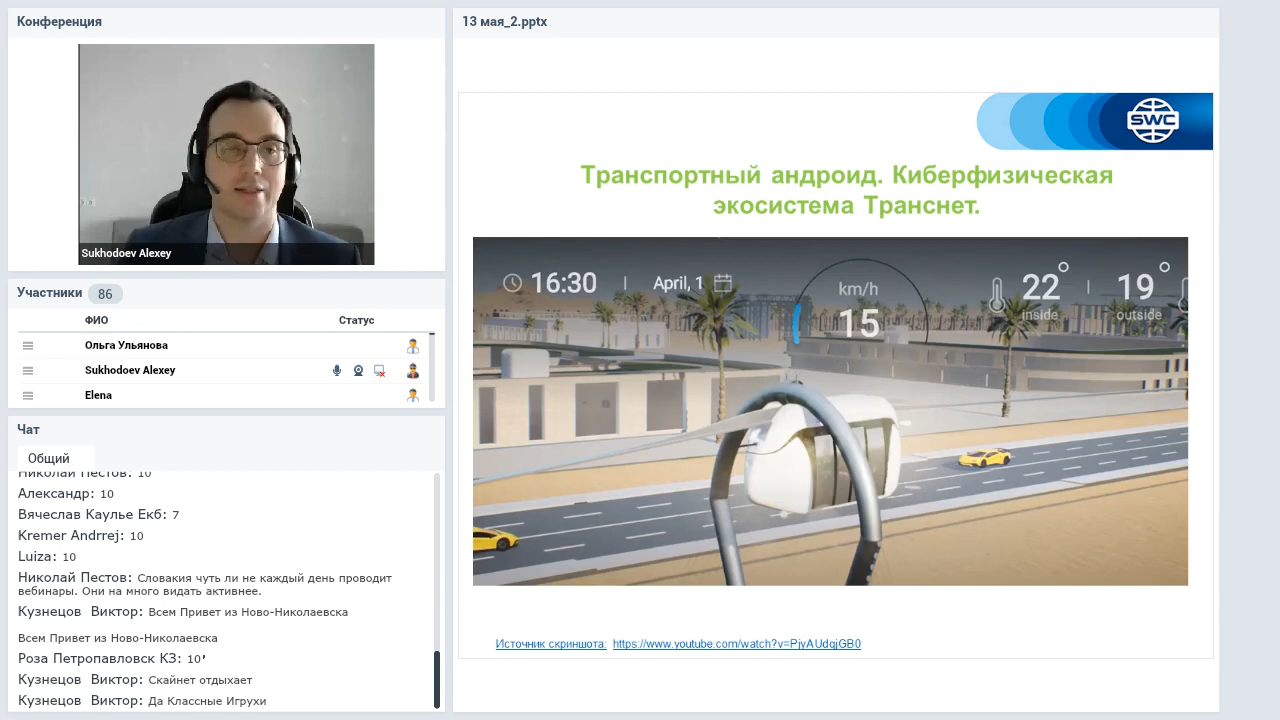 Конференция
Sukhodoev Alexey
Участники 86
ФИО Статус
Ольга Ульянова
Sukhodoev Alexey
Elena
Чат
Общий
Николай Пестов: 10
Александр: 10
Вячеслав Каулье Екб: 7
Kremer Andrrej: 10
Luiza: 10
Николай Пестов: Словакия чуть ли не каждый день проводит
вебинары. Они на много видать активнее.
Кузнецов Виктор: Всем Привет из Ново-Николаевска
Всем Привет из Ново-Николаевска
Роза Петропавловск КЗ: 10'
Кузнецов Виктор: Скайнет отдыхает
Кузнецов Виктор: Да Классные Игрухи
13 мая_2.pptx
SWC
Транспортный андроид. Киберфизическая
экосистема Транснет.
16:30 | April, 1
km/h
15
22° | 19°
inside outside
Источник скриншота: https://www.youtube.com/watch?v=PjyAUdqjGB0